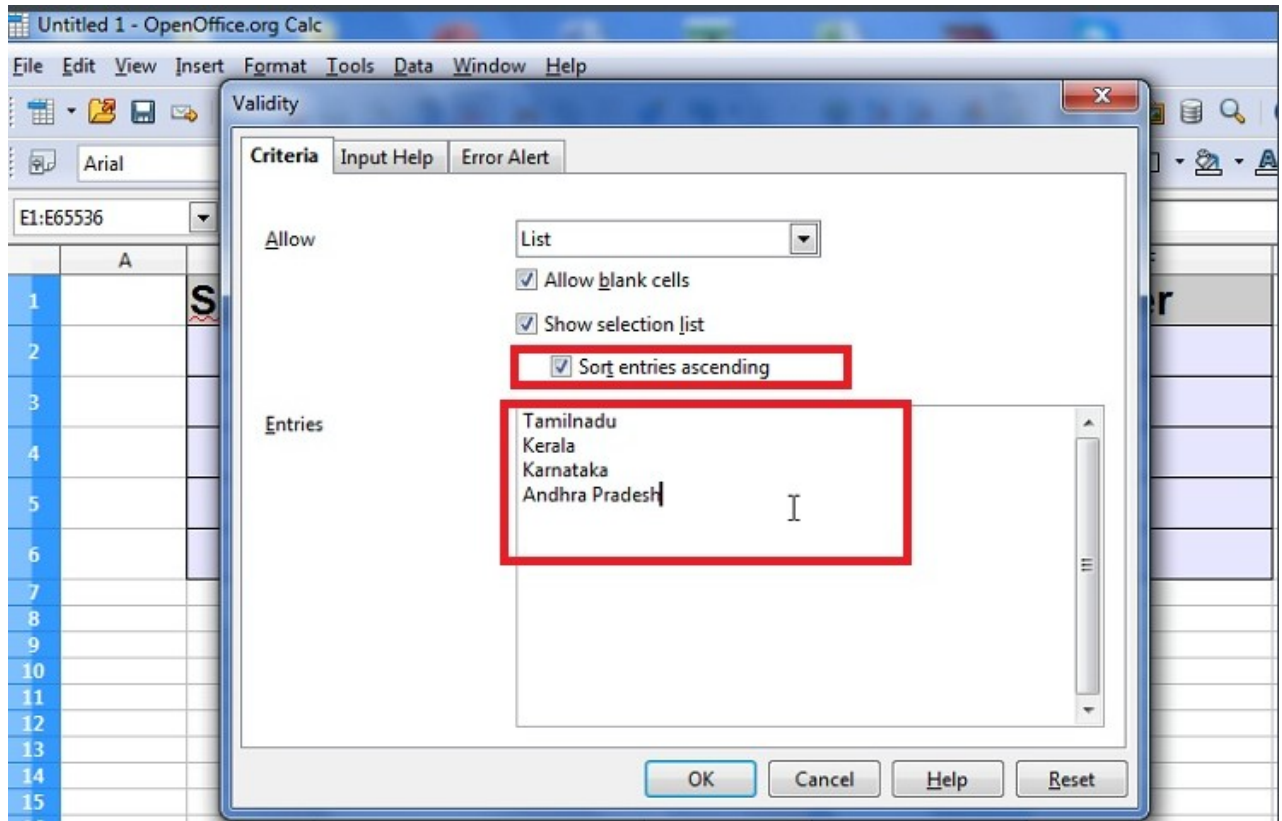 Untitled 1 - OpenOffice.org Calc
File Edit View Insert Format Tools Data Window Help
Validity
Arial
Criteria Input Help Error Alert
E1:E65536
Allow List
A
Allow blank cells
1 S r
Show selection list
2
Sort entries ascending
3
Entries
Tamilnadu
Kerala
4
Karnataka
Andhra Pradesh
5
6
7
8
9
10
11
12
13
14
OK Cancel Help Reset
15